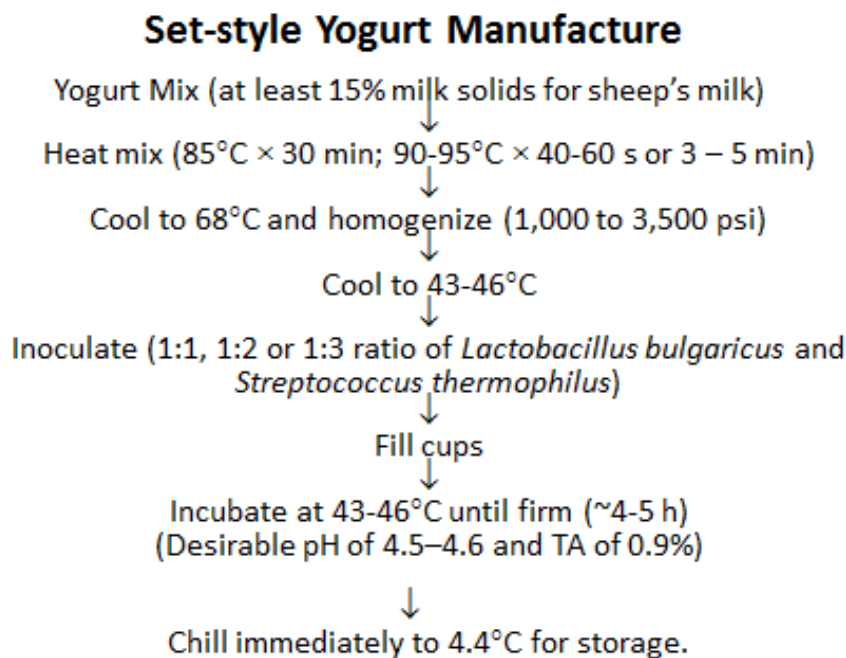 Set-style Yogurt Manufacture
Yogurt Mix (at least 15% milk solids for sheep's milk)
↓
Heat mix (85°C × 30 min; 90-95°C × 40-60 s or 3 – 5 min)
↓
Cool to 68°C and homogenize (1,000 to 3,500 psi)
↓
Cool to 43-46°C
↓
Inoculate (1:1, 1:2 or 1:3 ratio of Lactobacillus bulgaricus and
Streptococcus thermophilus)
↓
Fill cups
↓
Incubate at 43-46°C until firm (~4-5 h)
(Desirable pH of 4.5–4.6 and TA of 0.9%)
↓
Chill immediately to 4.4°C for storage.